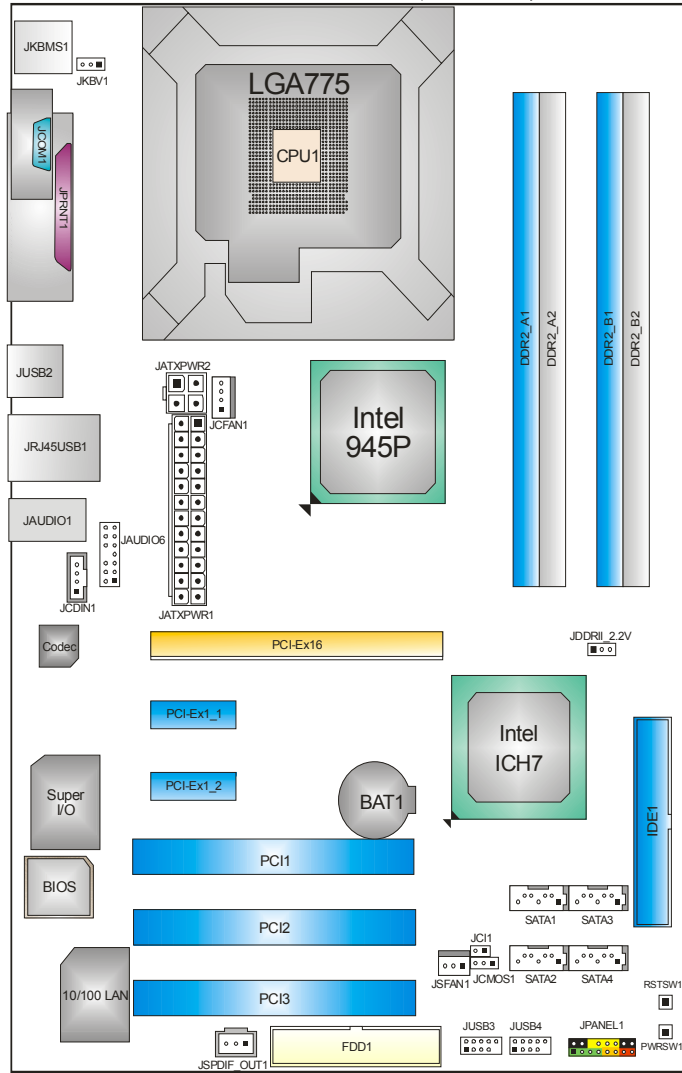 JKBMS1
JKBV1
LGA775
CPU1
JCOM1
JPRNT1
DDR2_A1
DDR2_A2
DDR2_B1
DDR2_B2
JUSB2
JATXPWR2
JCFAN1
Intel
945P
JRJ45USB1
JAUDIO1
JAUDIO6
JCDIN1
JATXPWR1
Codec
PCI-Ex16
JDDRII_2.2V
PCI-Ex1_1
Intel
ICH7
PCI-Ex1_2
Super
I/O
BAT1
IDE1
PCI1
BIOS
SATA1
SATA3
PCI2
JCI1
JSFAN1
JCMOS1
SATA2
SATA4
10/100 LAN
PCI3
RSTSW1
JSPDIF_OUT1
FDD1
JUSB3
JUSB4
JPANEL1
PWRSW1